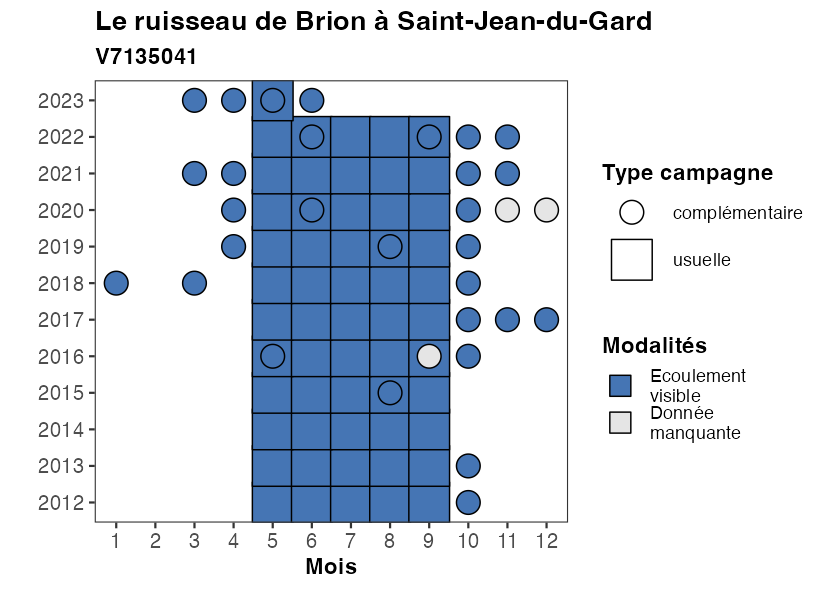 Le ruisseau de Brion à Saint-Jean-du-Gard
V7135041
2023
2022
2021
2020
2019
2018
2017
2016
2015
2014
2013
2012
1 2 3 4 5 6 7 8 9 10 11 12
Mois
Type campagne
complémentaire
usuelle
Modalités
Ecoulement
visible
Donnée
manquante